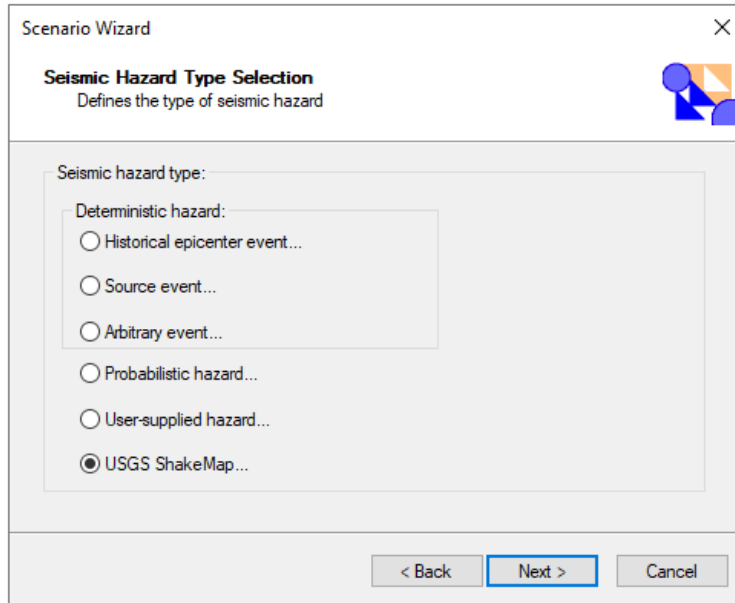 Scenario Wizard
Seismic Hazard Type Selection
Defines the type of seismic hazard
Seismic hazard type:
Deterministic hazard:
Historical epicenter event...
Source event...
Arbitrary event...
Probabilistic hazard...
User-supplied hazard...
USGS ShakeMap...
< Back Next > Cancel